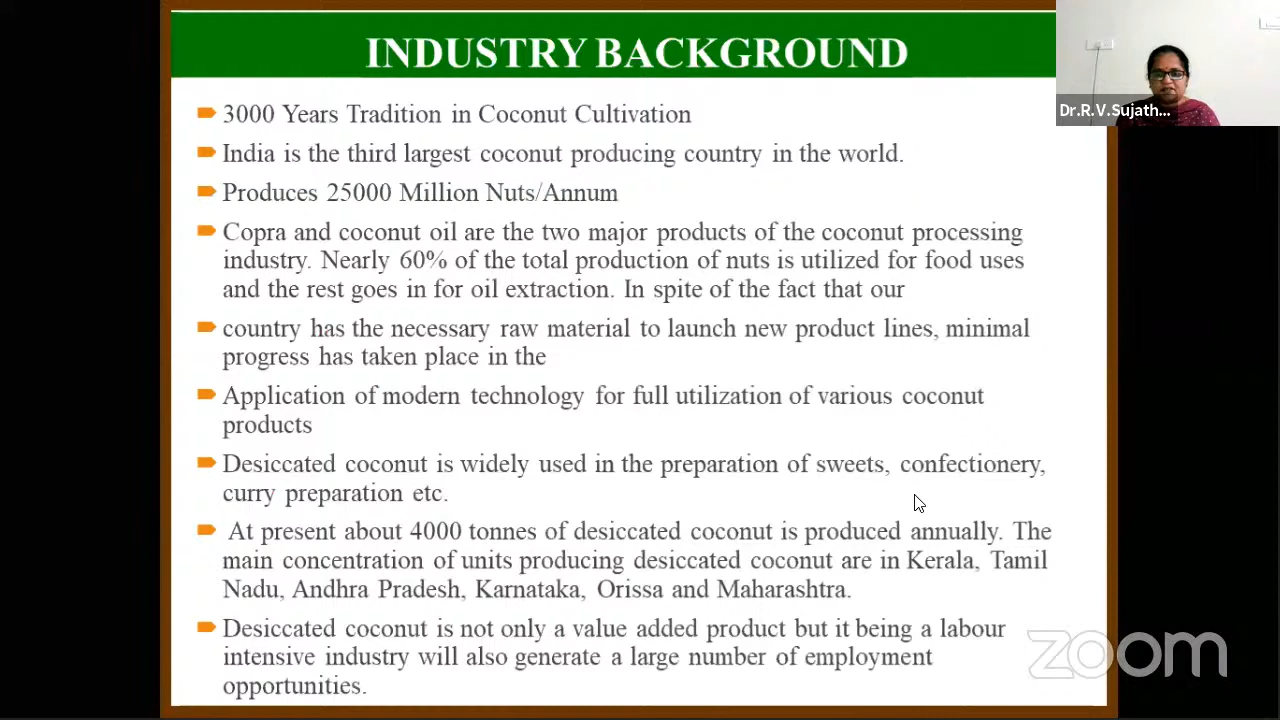 INDUSTRY BACKGROUND
Dr.R.V.Sujath...
3000 Years Tradition in Coconut Cultivation
India is the third largest coconut producing country in the world.
Produces 25000 Million Nuts/Annum
Copra and coconut oil are the two major products of the coconut processing
industry. Nearly 60% of the total production of nuts is utilized for food uses
and the rest goes in for oil extraction. In spite of the fact that our
country has the necessary raw material to launch new product lines, minimal
progress has taken place in the
Application of modern technology for full utilization of various coconut
products
Desiccated coconut is widely used in the preparation of sweets, confectionery,
curry preparation etc.
At present about 4000 tonnes of desiccated coconut is produced annually. The
main concentration of units producing desiccated coconut are in Kerala, Tamil
Nadu, Andhra Pradesh, Karnataka, Orissa and Maharashtra.
Desiccated coconut is not only a value added product but it being a labour
intensive industry will also generate a large number of employment
opportunities.
zoom